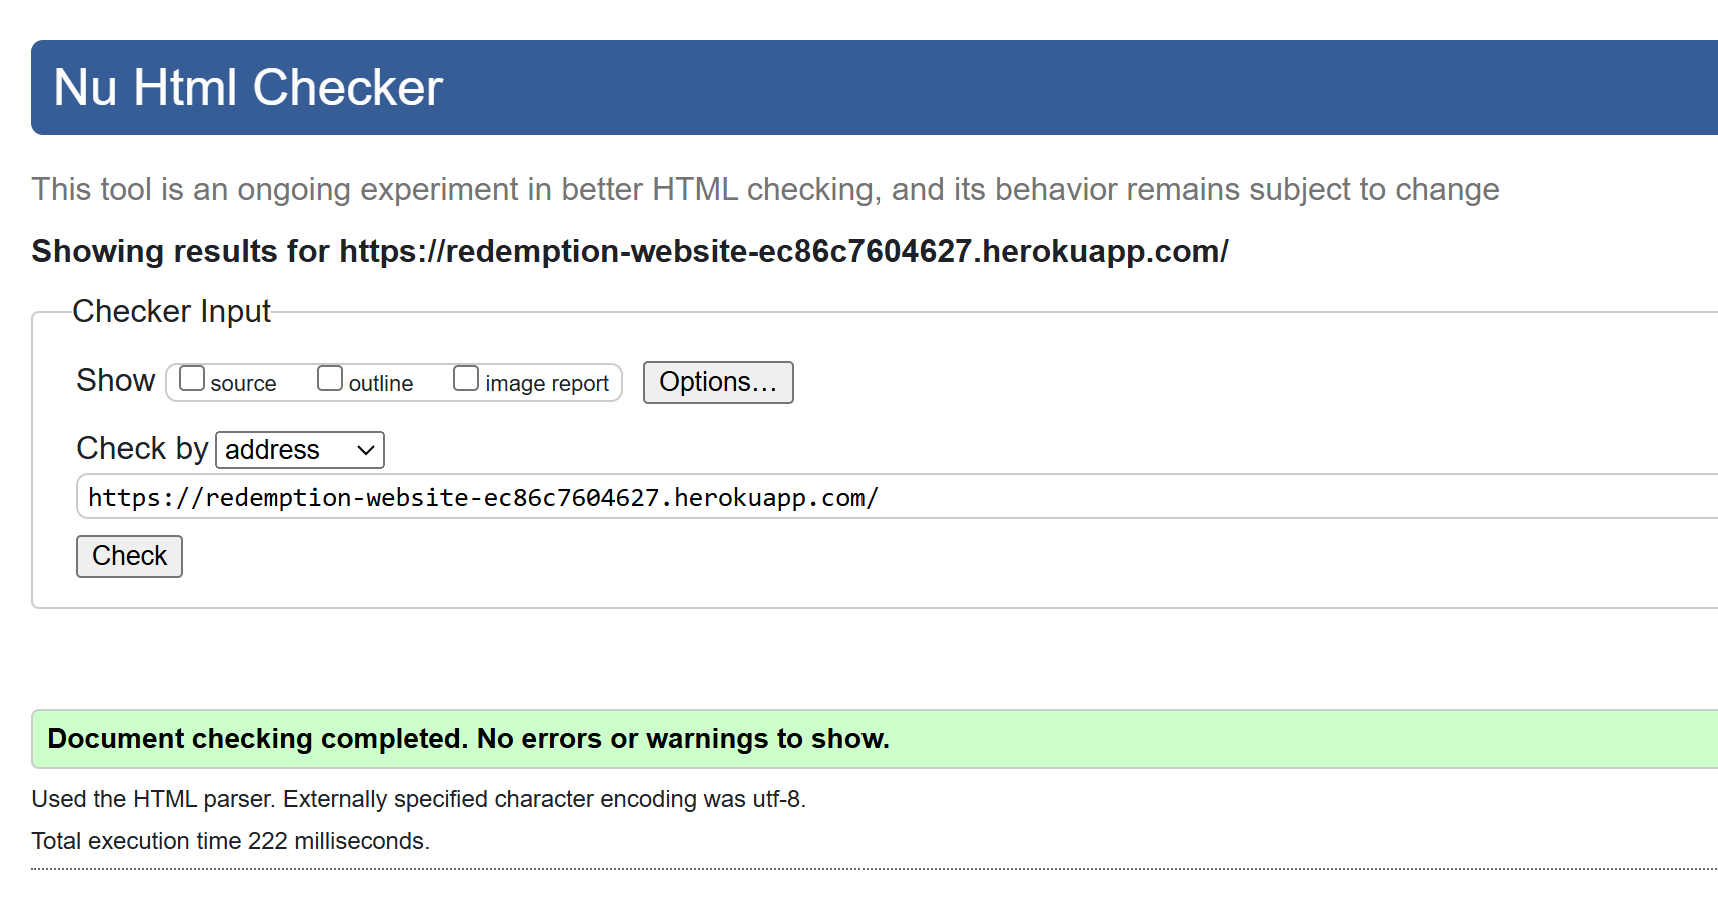 Nu Html Checker
This tool is an ongoing experiment in better HTML checking, and its behavior remains subject to change
Showing results for https://redemption-website-ec86c7604627.herokuapp.com/
Checker Input
Show source outline image report Options…
Check by address
https://redemption-website-ec86c7604627.herokuapp.com/
Check
Document checking completed. No errors or warnings to show.
Used the HTML parser. Externally specified character encoding was utf-8.
Total execution time 222 milliseconds.